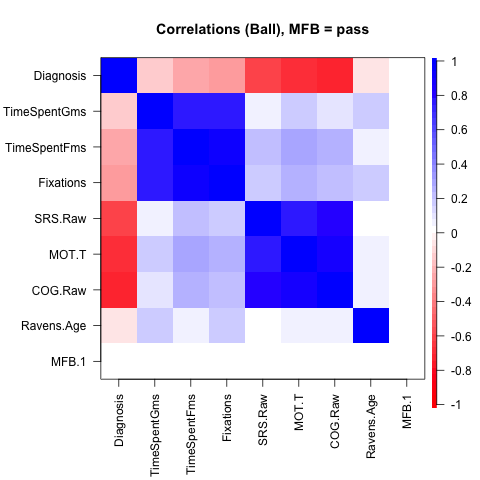 Correlations (Ball), MFB = pass
Diagnosis
TimeSpentGms
TimeSpentFms
Fixations
SRS.Raw
MOT.T
COG.Raw
Ravens.Age
MFB.1
1
0.8
0.6
0.4
0.2
0
-0.2
-0.4
-0.6
-0.8
-1
Diagnosis
TimeSpentGms
TimeSpentFms
Fixations
SRS.Raw
MOT.T
COG.Raw
Ravens.Age
MFB.1